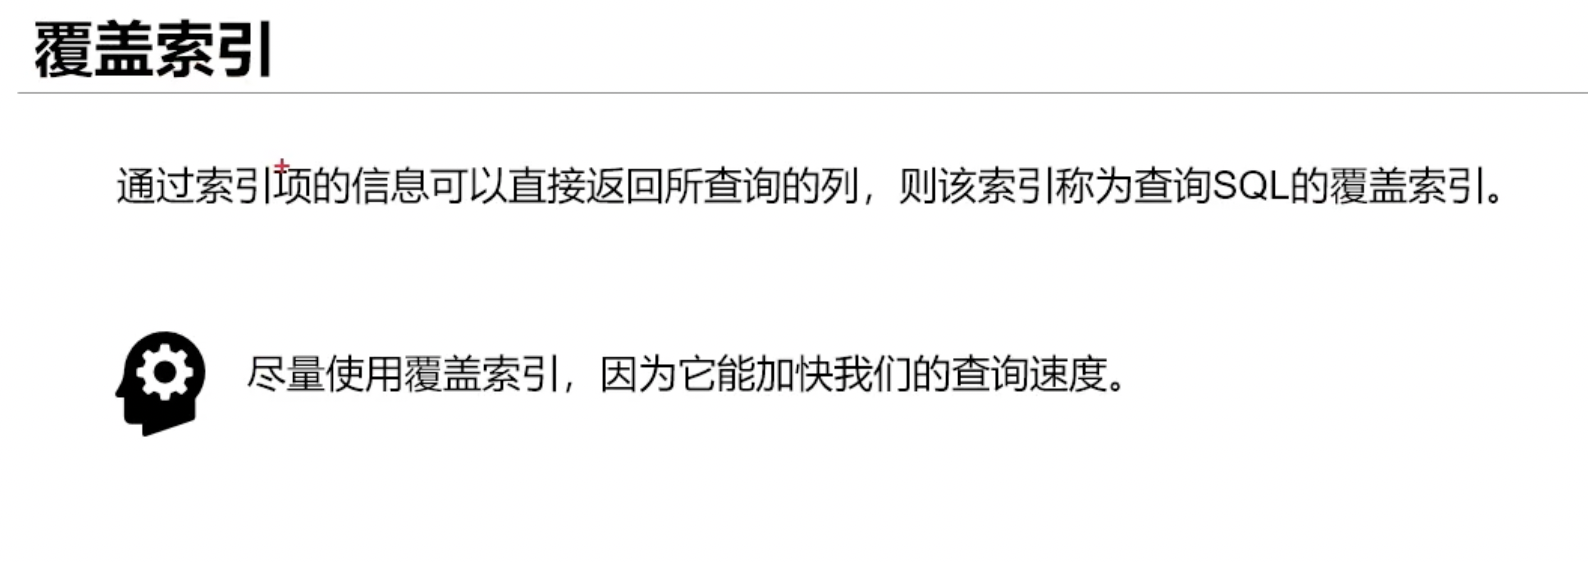 覆盖索引
通过索引项的信息可以直接返回所查询的列，则该索引称为查询SQL的覆盖索引。
尽量使用覆盖索引，因为它能加快我们的查询速度。